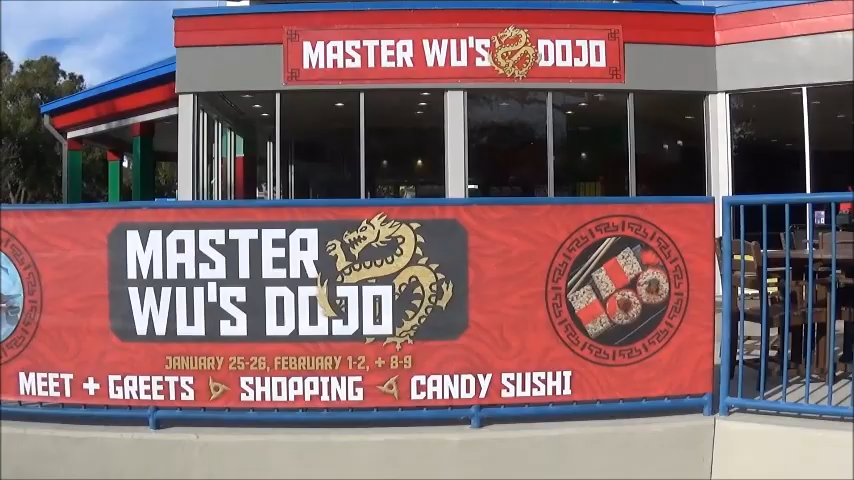 MASTER WU'S DOJO
MASTER
WU'S DOJO
JANUARY 25-26, FEBRUARY 1-2, + 8-9
MEET + GREETS SHOPPING CANDY SUSHI